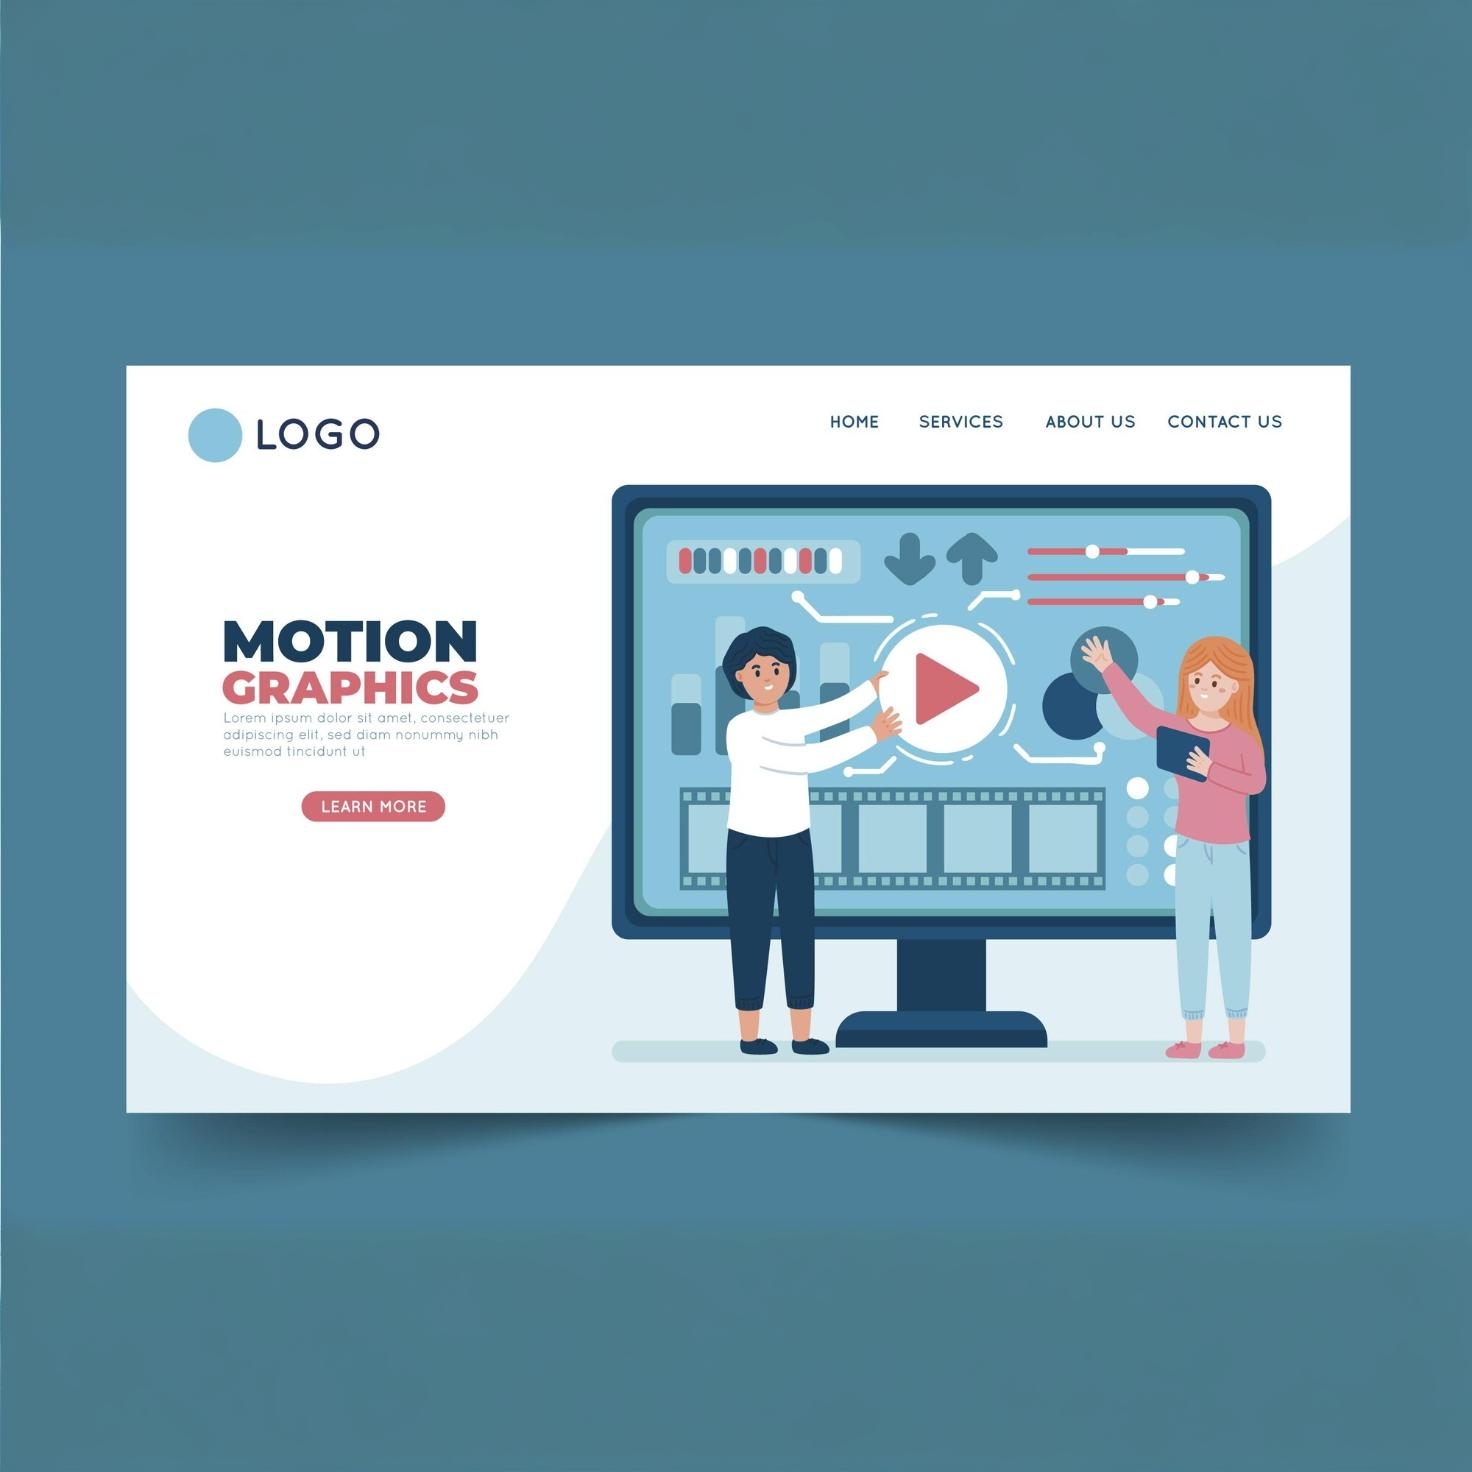 LOGO
HOME SERVICES ABOUT US CONTACT US
MOTION
GRAPHICS
Lorem ipsum dolor sit amet, consectetuer
adipiscing elit, sed diam nonummy nibh
euismod tincidunt ut
LEARN MORE